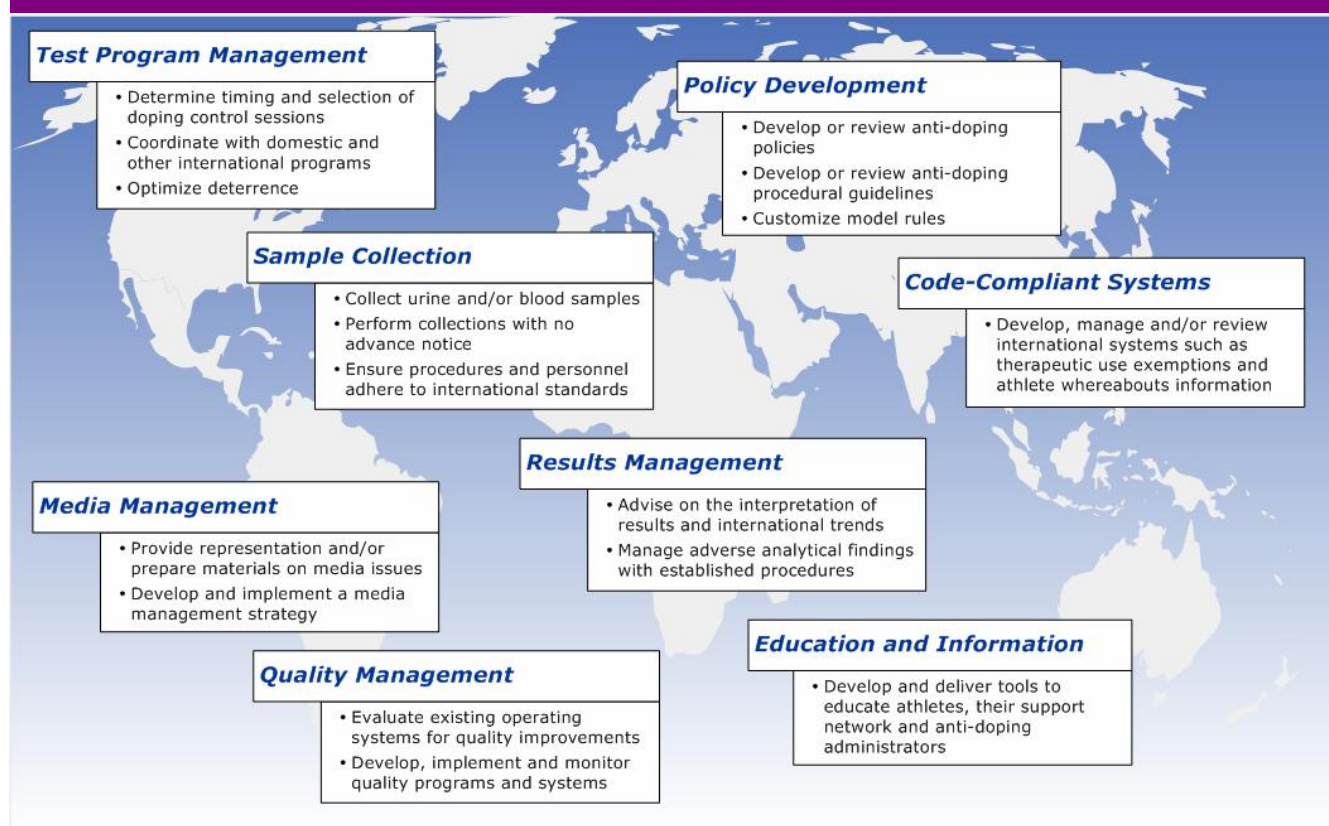 Test Program Management
• Determine timing and selection of
doping control sessions
• Coordinate with domestic and
other international programs
• Optimize deterrence
Policy Development
• Develop or review anti-doping
policies
• Develop or review anti-doping
procedural guidelines
• Customize model rules
Sample Collection
• Collect urine and/or blood samples
• Perform collections with no
advance notice
• Ensure procedures and personnel
adhere to international standards
Code-Compliant Systems
• Develop, manage and/or review
international systems such as
therapeutic use exemptions and
athlete whereabouts information
Results Management
• Advise on the interpretation of
results and international trends
• Manage adverse analytical findings
with established procedures
Media Management
• Provide representation and/or
prepare materials on media issues
• Develop and implement a media
management strategy
Education and Information
• Develop and deliver tools to
educate athletes, their support
network and anti-doping
administrators
Quality Management
• Evaluate existing operating
systems for quality improvements
• Develop, implement and monitor
quality programs and systems